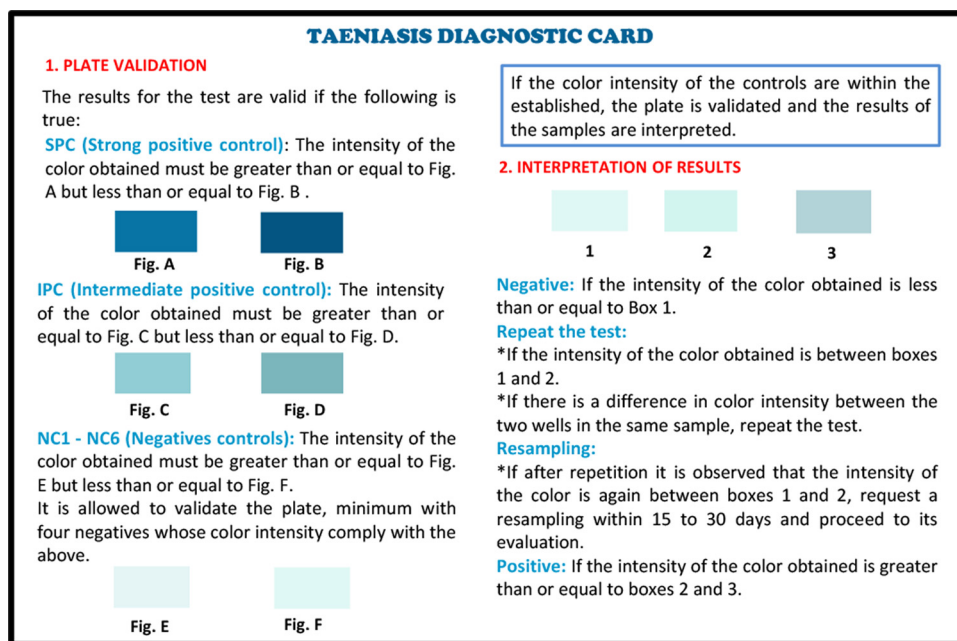 TAENIASIS DIAGNOSTIC CARD
1. PLATE VALIDATION
The results for the test are valid if the following is
true:
SPC (Strong positive control): The intensity of the
color obtained must be greater than or equal to Fig.
A but less than or equal to Fig. B .
Fig. A
Fig. B
IPC (Intermediate positive control): The intensity
of the color obtained must be greater than or
equal to Fig. C but less than or equal to Fig. D.
Fig. C
Fig. D
NC1 - NC6 (Negatives controls): The intensity of the
color obtained must be greater than or equal to Fig.
E but less than or equal to Fig. F.
It is allowed to validate the plate, minimum with
four negatives whose color intensity comply with the
above.
Fig. E
Fig. F
If the color intensity of the controls are within the
established, the plate is validated and the results of
the samples are interpreted.
2. INTERPRETATION OF RESULTS
1
2
3
Negative: If the intensity of the color obtained is less
than or equal to Box 1.
Repeat the test:
*If the intensity of the color obtained is between boxes
1 and 2.
*If there is a difference in color intensity between the
two wells in the same sample, repeat the test.
Resampling:
*If after repetition it is observed that the intensity of
the color is again between boxes 1 and 2, request a
resampling within 15 to 30 days and proceed to its
evaluation.
Positive: If the intensity of the color obtained is greater
than or equal to boxes 2 and 3.